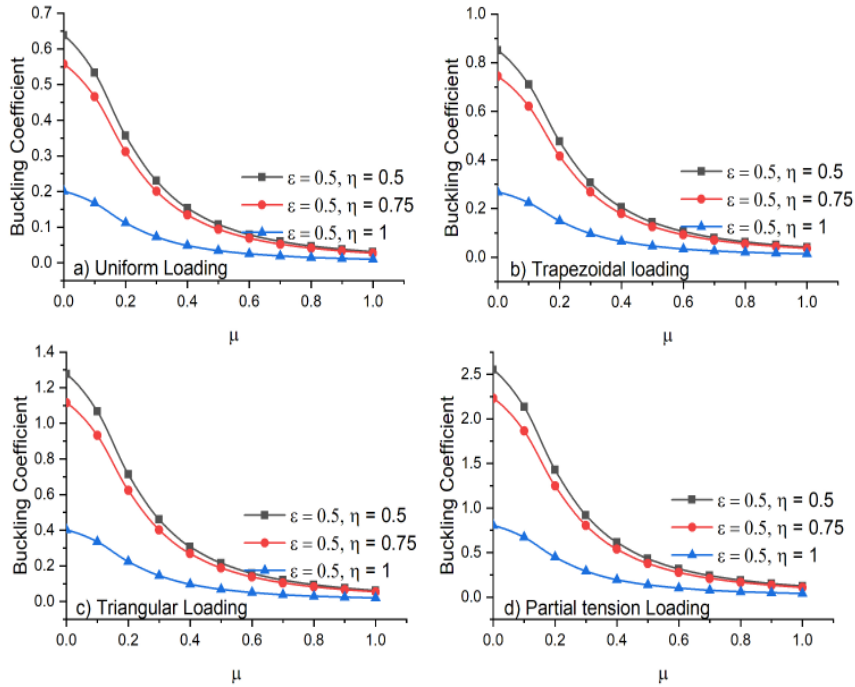 0.7
0.6
0.5
0.4
0.3
0.2
0.1
0.0
Buckling Coefficient
ε = 0.5, η = 0.5
ε = 0.5, η = 0.75
ε = 0.5, η = 1
a) Uniform Loading
0.0 0.2 0.4 0.6 0.8 1.0
μ
1.0
0.8
0.6
0.4
0.2
0.0
Buckling Coefficient
ε = 0.5, η = 0.5
ε = 0.5, η = 0.75
ε = 0.5, η = 1
b) Trapezoidal loading
0.0 0.2 0.4 0.6 0.8 1.0
μ
1.4
1.2
1.0
0.8
0.6
0.4
0.2
0.0
Buckling Coefficient
ε = 0.5, η = 0.5
ε = 0.5, η = 0.75
ε = 0.5, η = 1
c) Triangular Loading
0.0 0.2 0.4 0.6 0.8 1.0
μ
2.5
2.0
1.5
1.0
0.5
0.0
Buckling Coefficient
ε = 0.5, η = 0.5
ε = 0.5, η = 0.75
ε = 0.5, η = 1
d) Partial tension Loading
0.0 0.2 0.4 0.6 0.8 1.0
μ